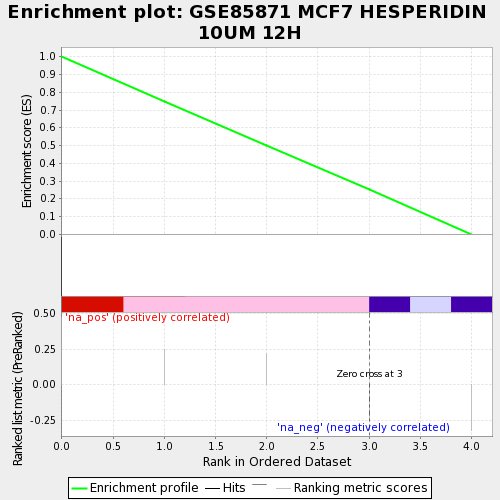 Enrichment plot: GSE85871 MCF7 HESPERIDIN
10UM 12H
Enrichment score (ES)
1.0
0.9
0.8
0.7
0.6
0.5
0.4
0.3
0.2
0.1
0.0
Ranked list metric (PreRanked)
0.50
0.25
0.00
-0.25
'na_pos' (positively correlated)
Zero cross at 3
'na_neg' (negatively correlated)
0.0 0.5 1.0 1.5 2.0 2.5 3.0 3.5 4.0
Rank in Ordered Dataset
Enrichment profile Hits Ranking metric scores